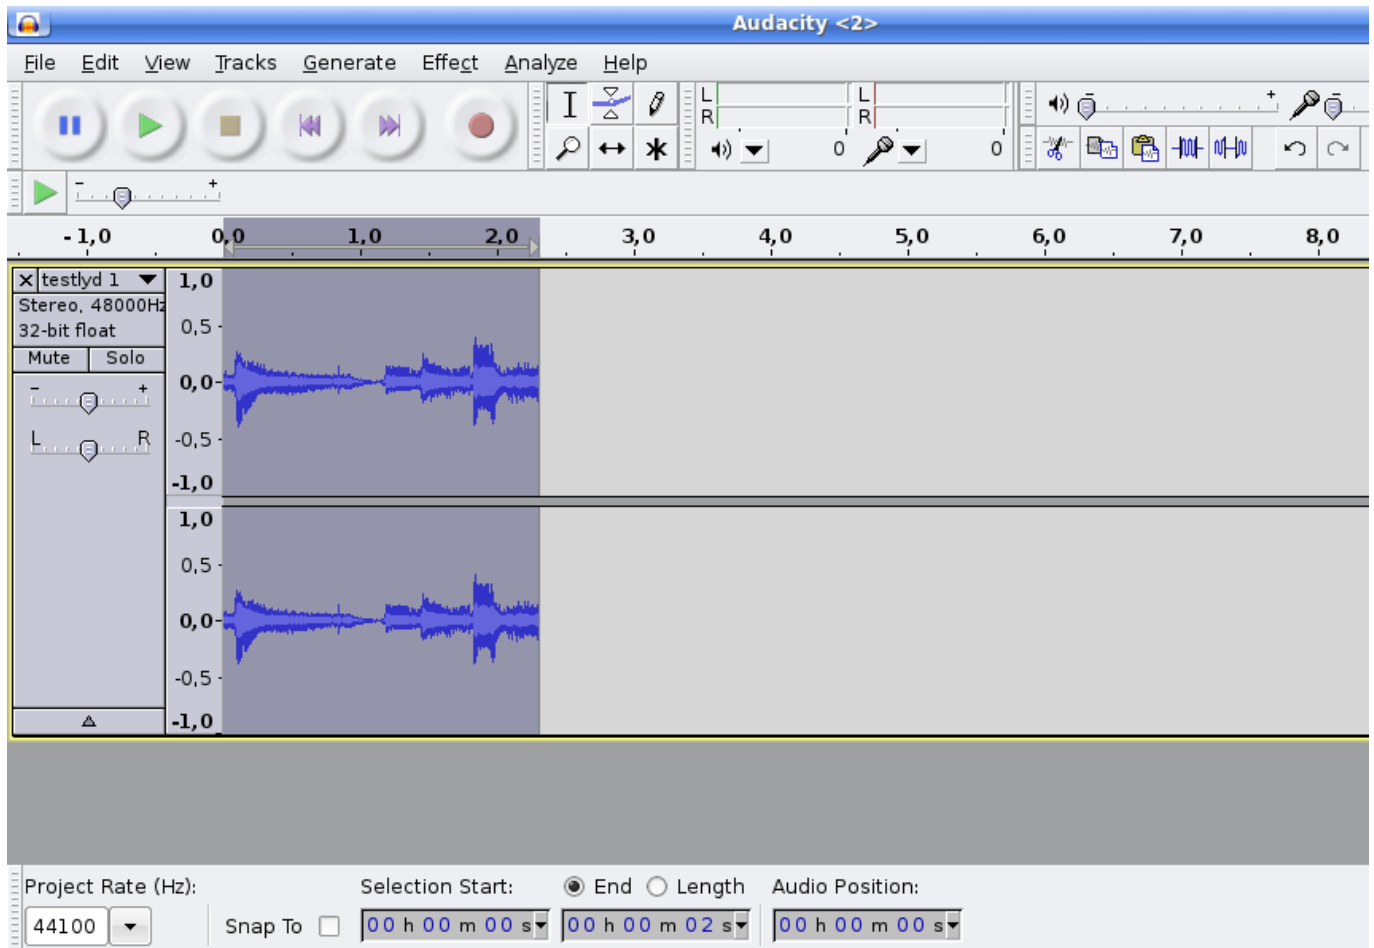 Audacity <2>
File Edit View Tracks Generate Effect Analyze Help
L
R
0
L
R
0
- +
- 1,0 0,0 1,0 2,0 3,0 4,0 5,0 6,0 7,0 8,0
testlyd 1
Stereo, 48000Hz
32-bit float
Mute Solo
- +
L R
1,0
0,5
0,0
-0,5
-1,0
1,0
0,5
0,0
-0,5
-1,0
Project Rate (Hz): Selection Start: End Length Audio Position:
44100 Snap To 00 h 00 m 00 s 00 h 00 m 02 s 00 h 00 m 00 s